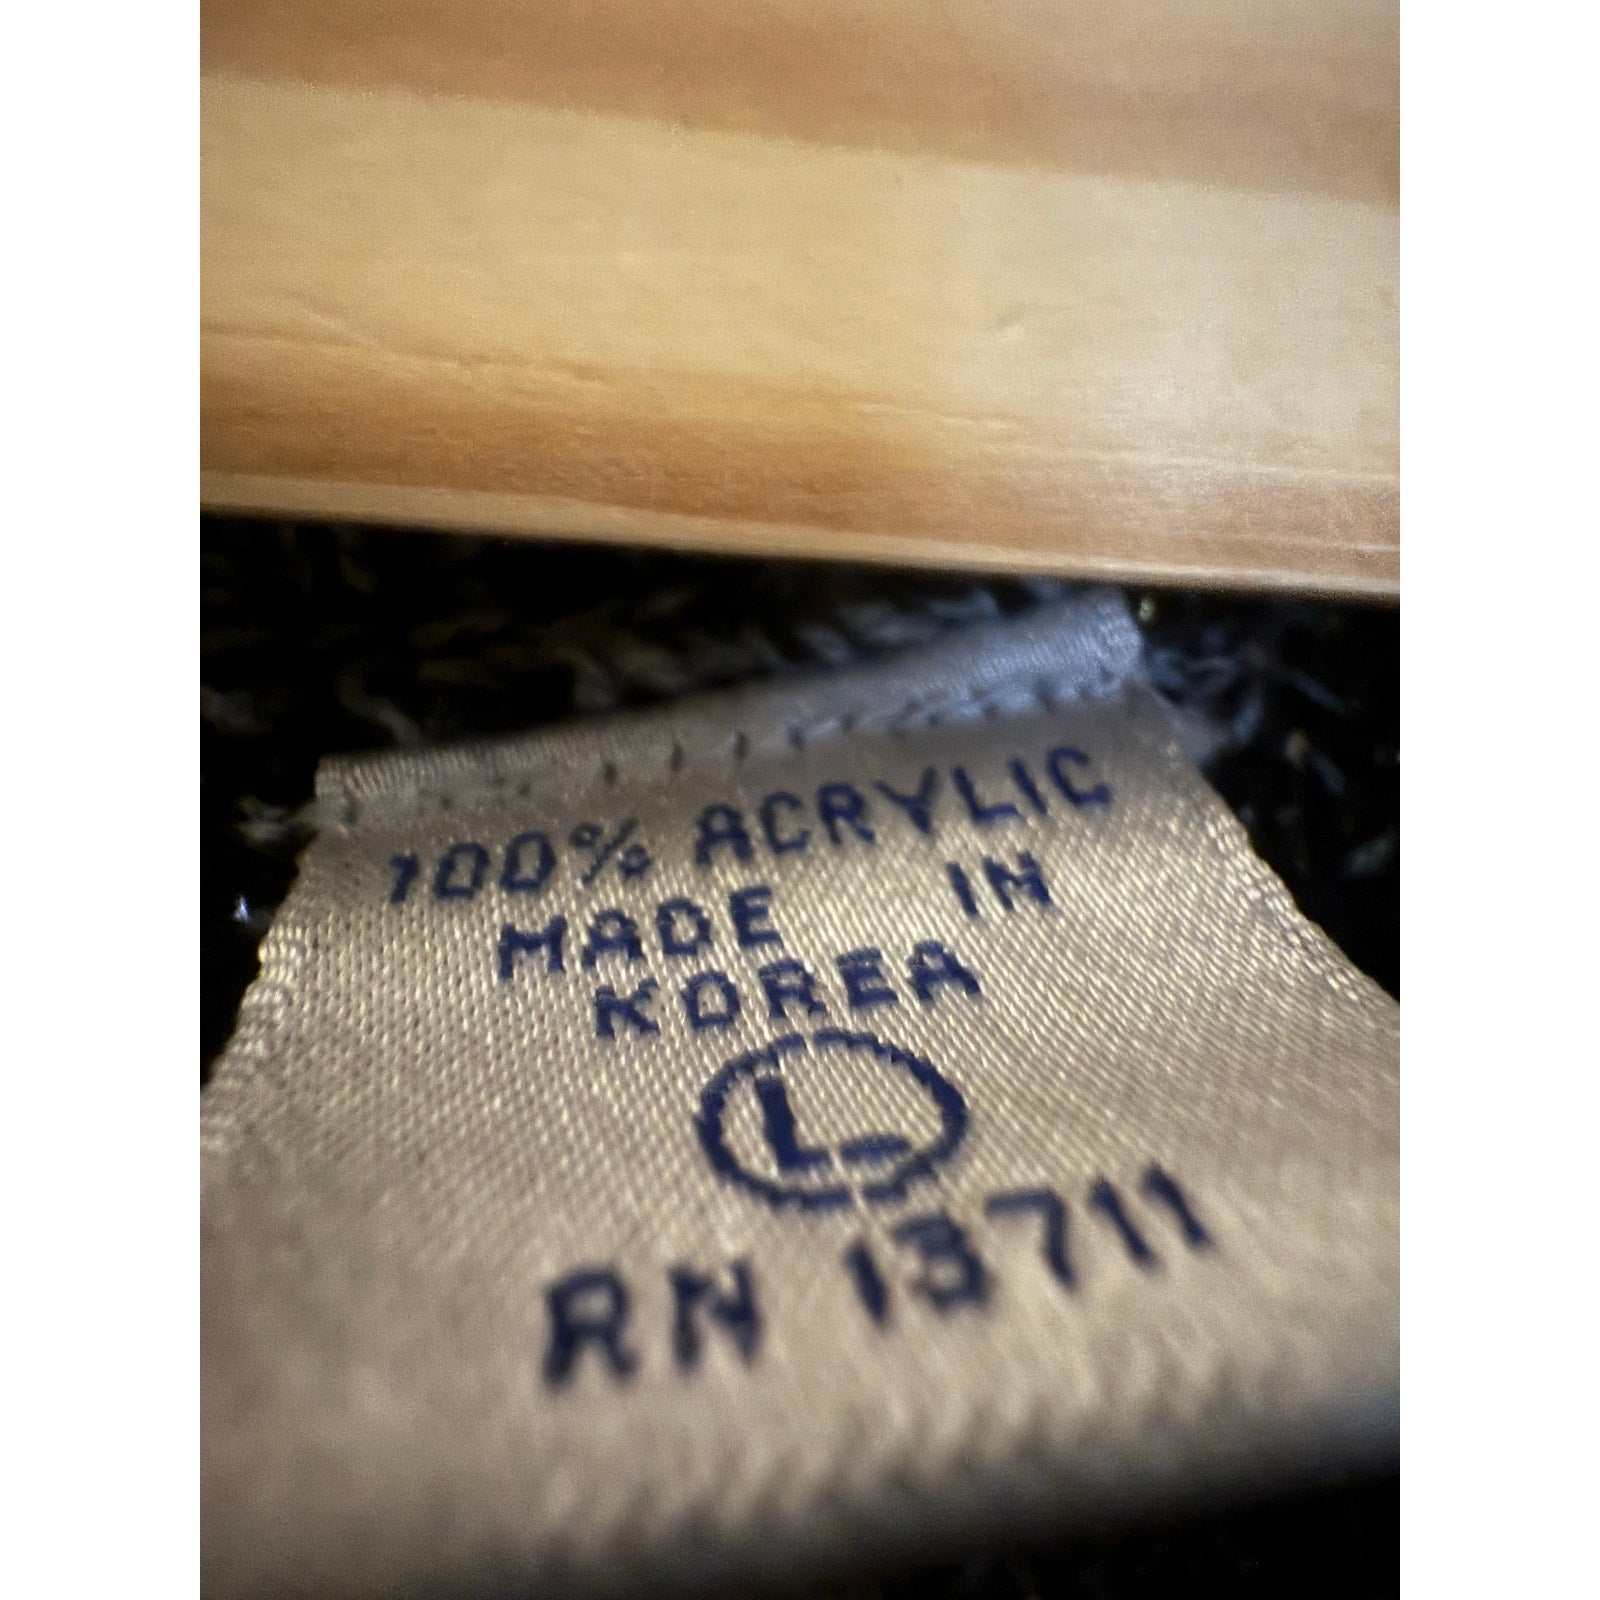 100% ACRYLIC
MADE IN
KOREA
L
RN 13711